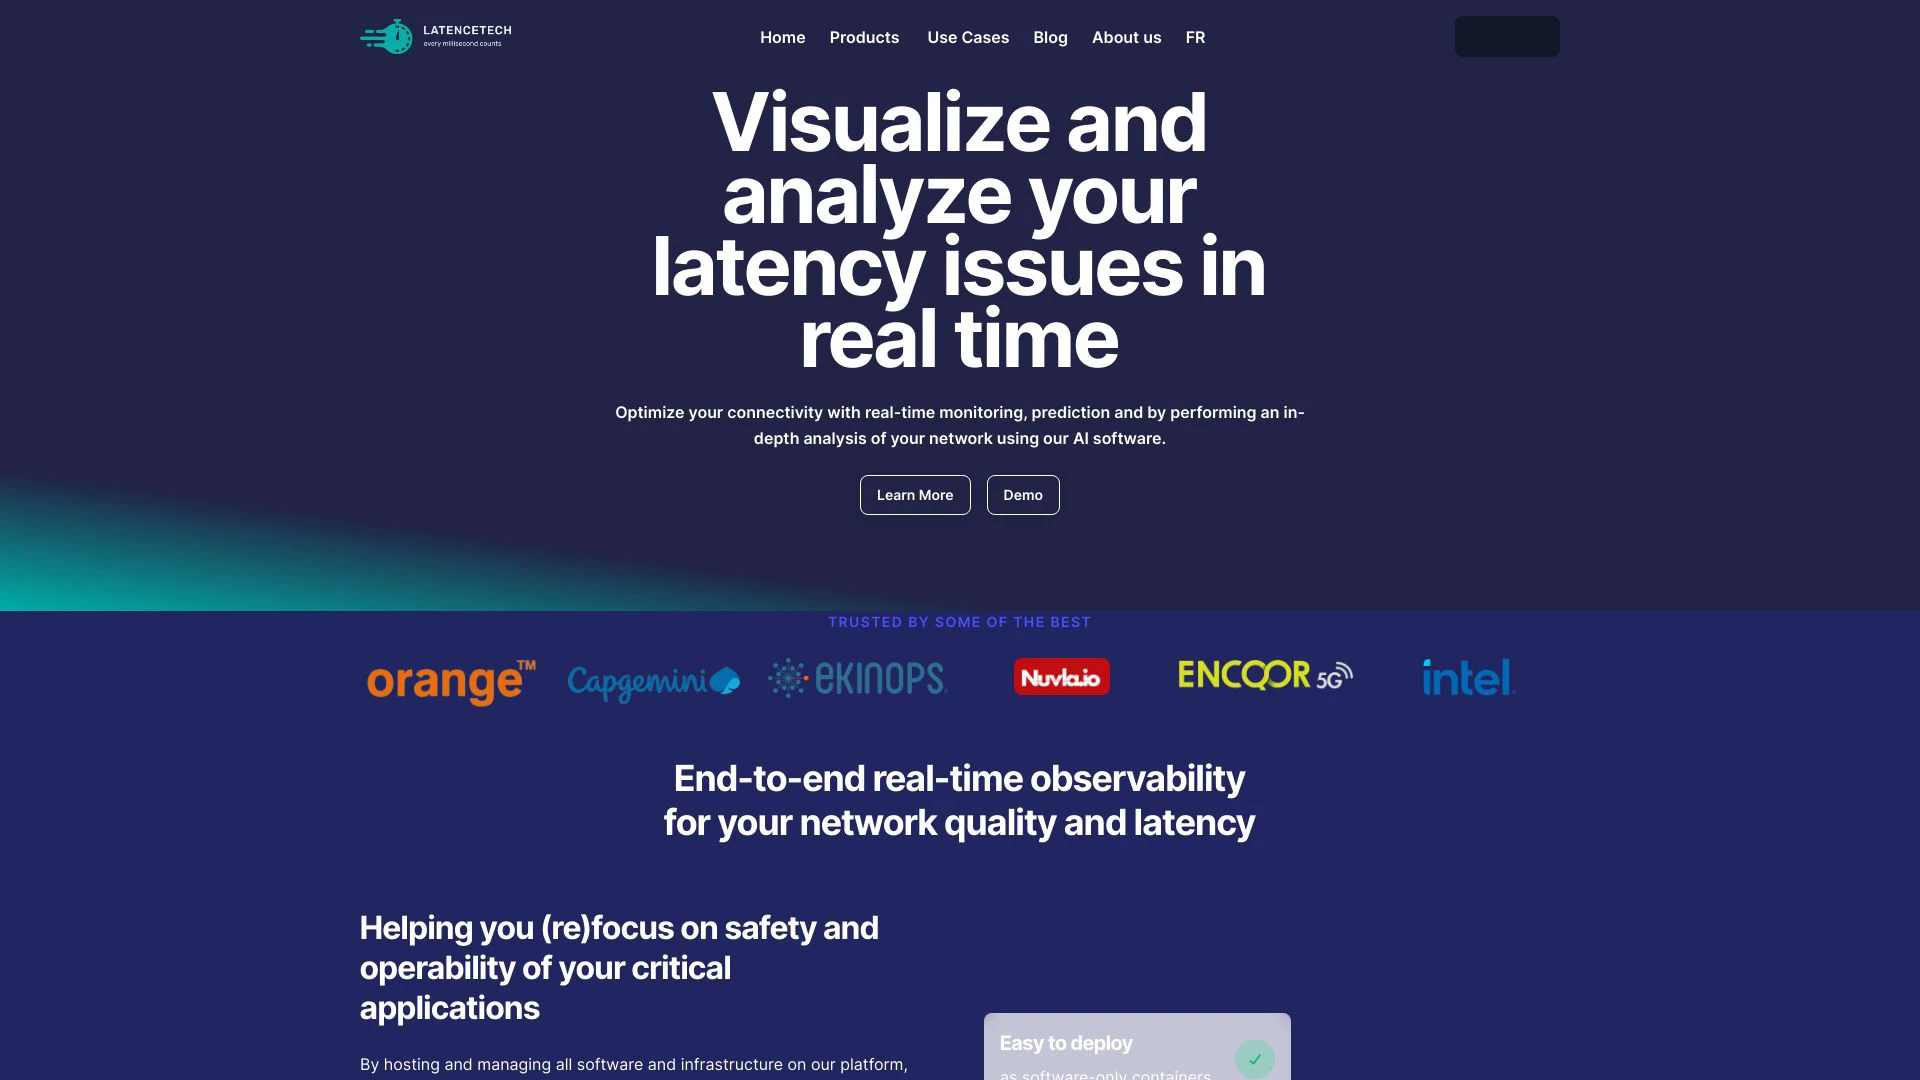 LATENCETECH
every millisecond counts
Home
Products
Use Cases
Blog
About us
FR
Visualize and
analyze your
latency issues in
real time
Optimize your connectivity with real-time monitoring, prediction and by performing an in-
depth analysis of your network using our AI software.
Learn More
Demo
TRUSTED BY SOME OF THE BEST
orange™
Capgemini
EKINOPS
Nuvla.io
ENCQOR 5G
intel
End-to-end real-time observability
for your network quality and latency
Helping you (re)focus on safety and
operability of your critical
applications
By hosting and managing all software and infrastructure on our platform,
Easy to deploy
as software-only containers